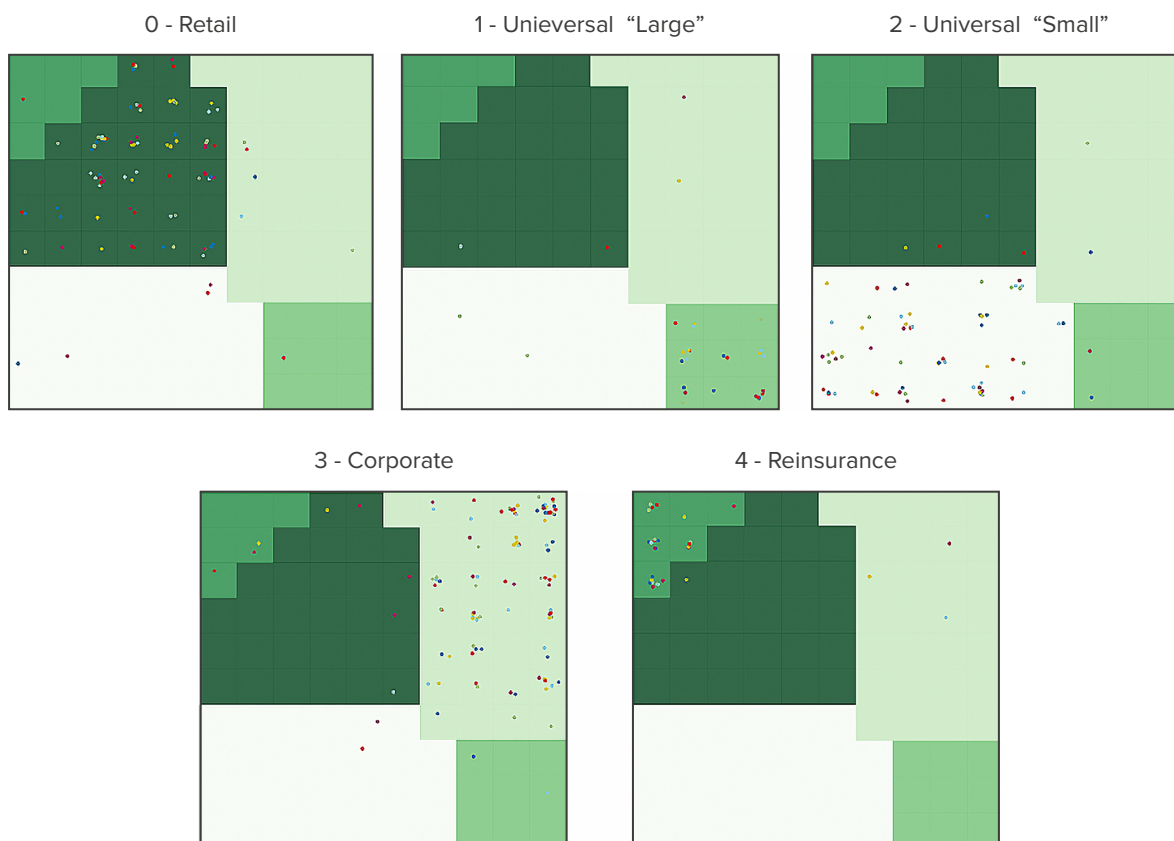 0 - Retail
1 - Unieversal “Large”
2 - Universal “Small”
3 - Corporate
4 - Reinsurance